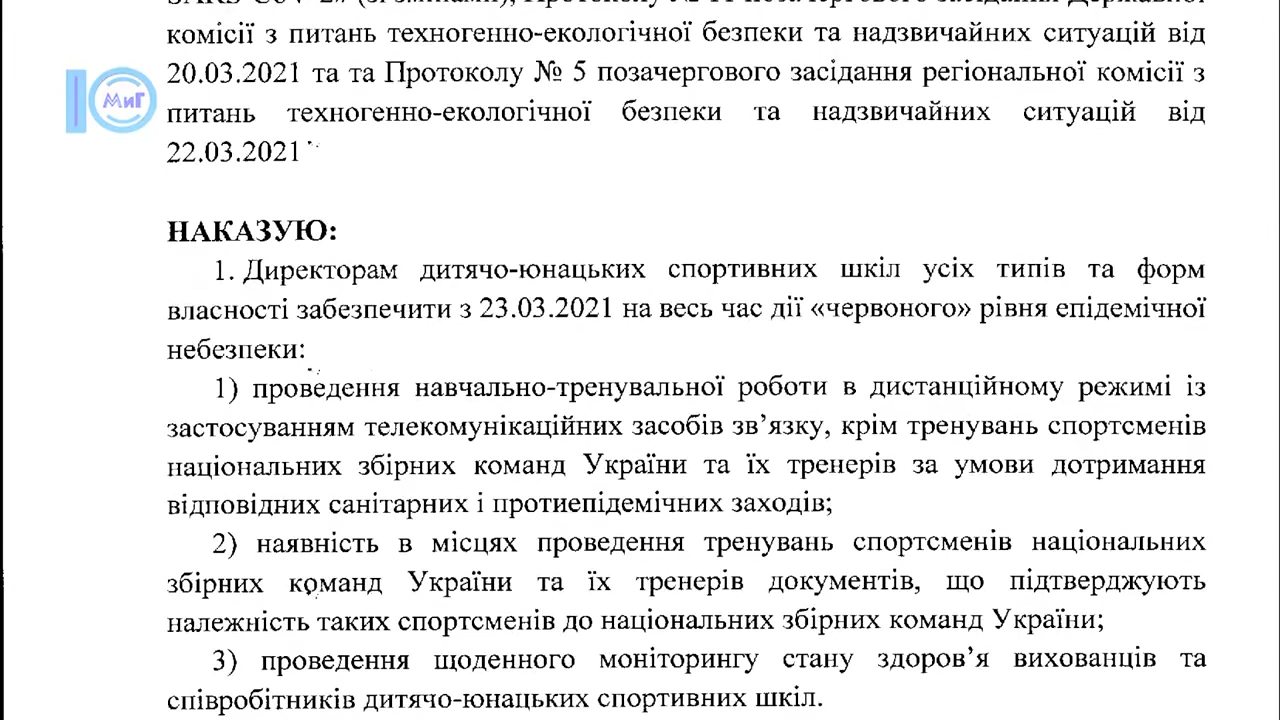 комісії з питань техногенно-екологічної безпеки та надзвичайних ситуацій від
20.03.2021 та та Протоколу № 5 позачергового засідання регіональної комісії з
МиГ
питань техногенно-екологічної безпеки та надзвичайних ситуацій від
22.03.2021
НАКАЗУЮ:
1. Директорам дитячо-юнацьких спортивних шкіл усіх типів та форм
власності забезпечити з 23.03.2021 на весь час дії «червоного» рівня епідемічної
небезпеки:
1) проведення навчально-тренувальної роботи в дистанційному режимі із
застосуванням телекомунікаційних засобів зв’язку, крім тренувань спортсменів
національних збірних команд України та їх тренерів за умови дотримання
відповідних санітарних і протиепідемічних заходів;
2) наявність в місцях проведення тренувань спортсменів національних
збірних команд України та їх тренерів документів, що підтверджують
належність таких спортсменів до національних збірних команд України;
3) проведення щоденного моніторингу стану здоров’я вихованців та
співробітників дитячо-юнацьких спортивних шкіл.